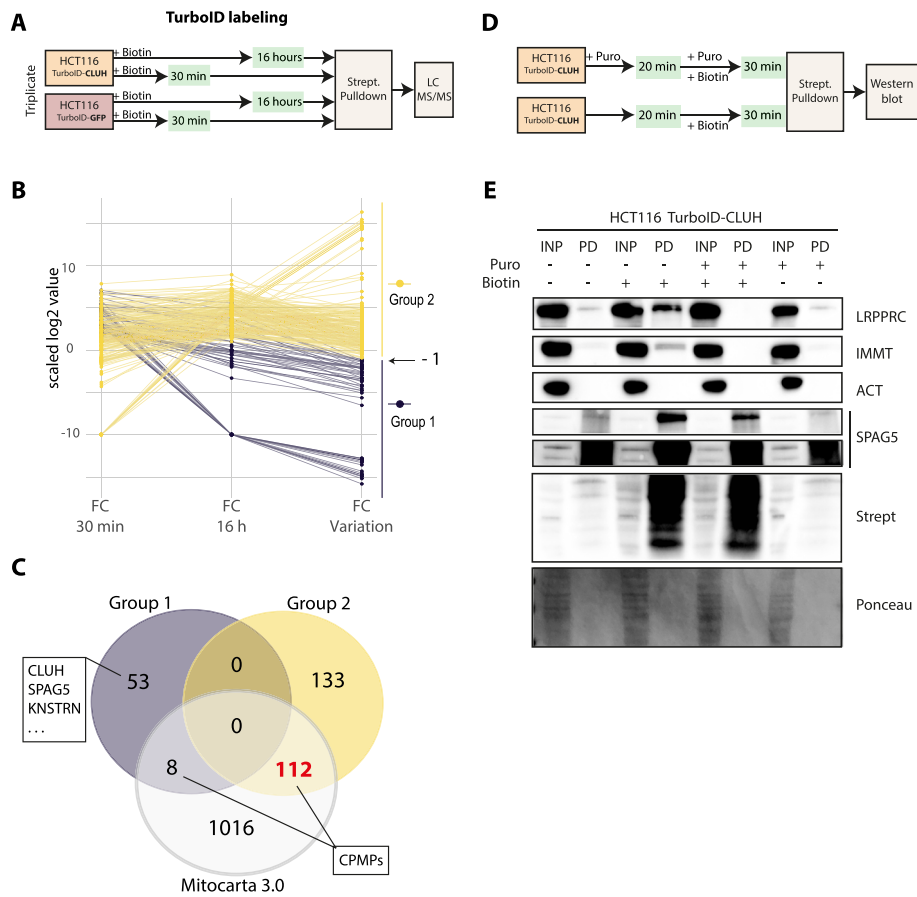 A
TurboID labeling
Triplicate
HCT116
TurboID-CLUH
+ Biotin
16 hours
+ Biotin
30 min
HCT116
TurboID-GFP
+ Biotin
16 hours
+ Biotin
30 min
Strept.
Pulldown
LC
MS/MS
B
scaled log2 value
10
0
-10
Group 2
- 1
Group 1
FC
30 min
FC
16 h
FC
Variation
C
Group 1
Group 2
53
0
133
0
8
112
1016
CLUH
SPAG5
KNSTRN
...
CPMPs
Mitocarta 3.0
D
HCT116
TurboID-CLUH
+ Puro
20 min
+ Puro
+ Biotin
30 min
HCT116
TurboID-CLUH
20 min
+ Biotin
30 min
Strept.
Pulldown
Western
blot
E
HCT116 TurboID-CLUH
INP PD INP PD INP PD INP PD
Puro - - - - + + + +
Biotin - - + + + + - -
LRPPRC
IMMT
ACT
SPAG5
Strept
Ponceau